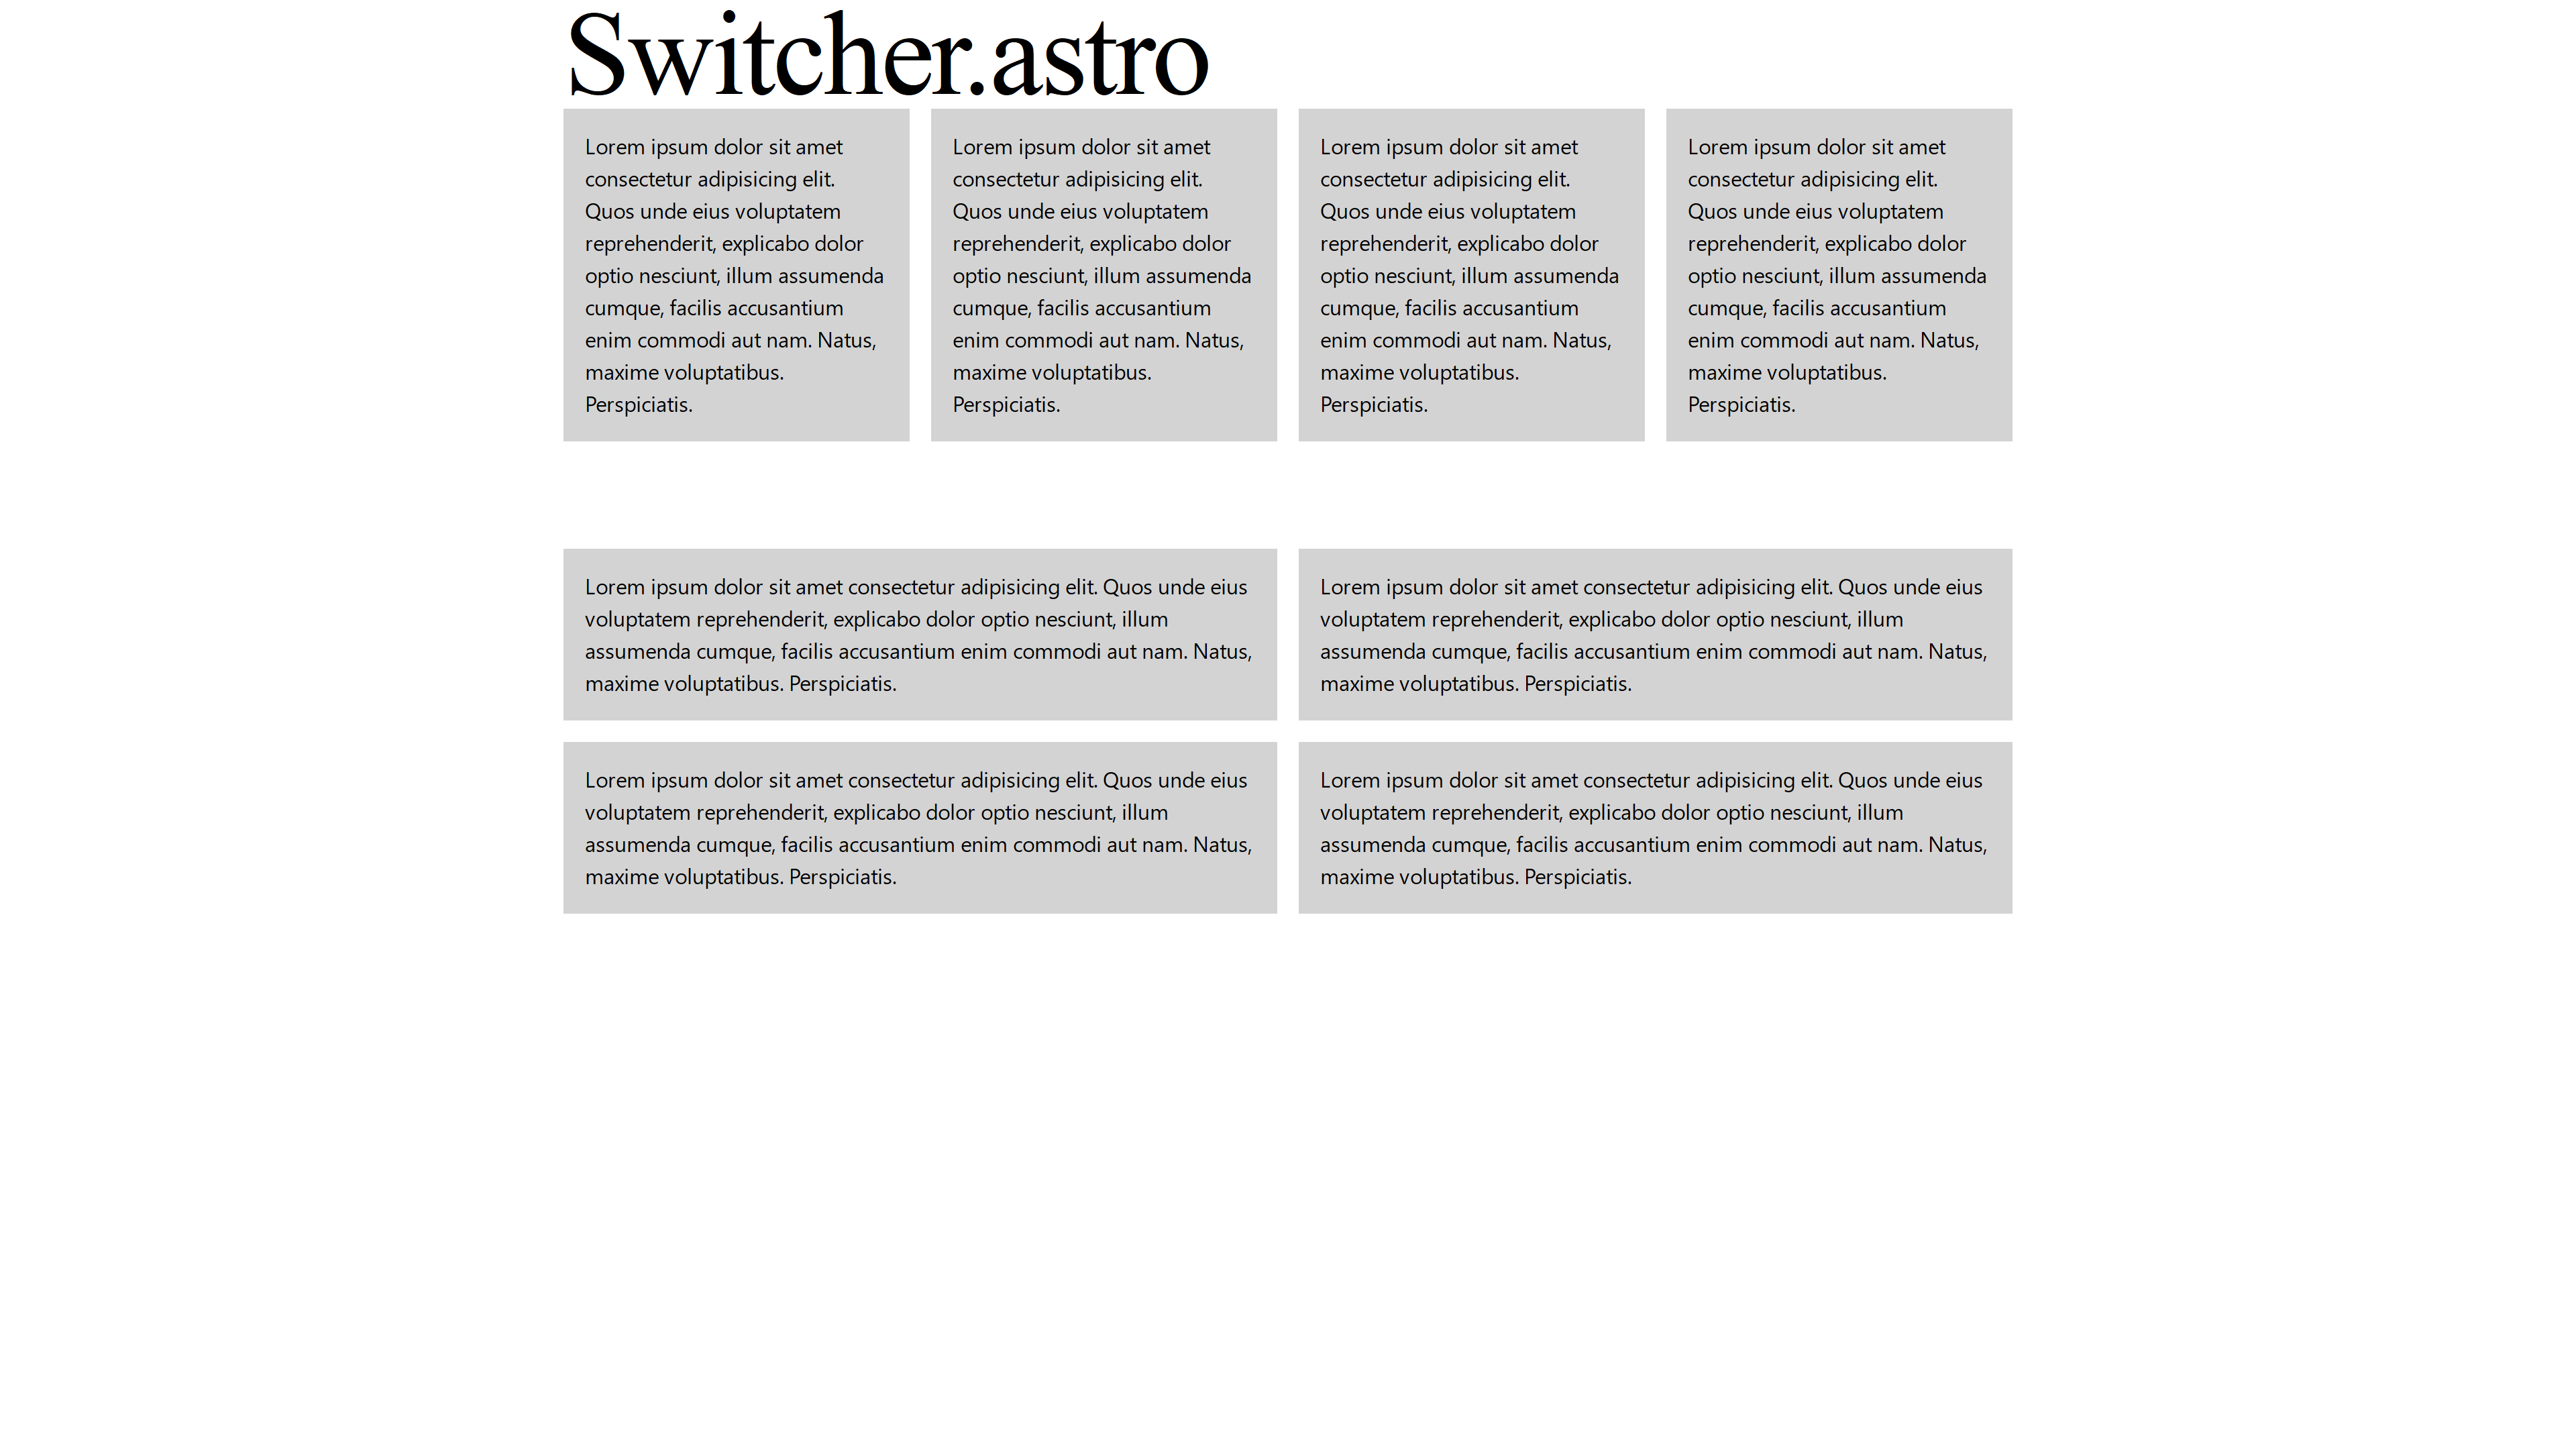 Switcher.astro
Lorem ipsum dolor sit amet
consectetur adipisicing elit.
Quos unde eius voluptatem
reprehenderit, explicabo dolor
optio nesciunt, illum assumenda
cumque, facilis accusantium
enim commodi aut nam. Natus,
maxime voluptatibus.
Perspiciatis.
Lorem ipsum dolor sit amet
consectetur adipisicing elit.
Quos unde eius voluptatem
reprehenderit, explicabo dolor
optio nesciunt, illum assumenda
cumque, facilis accusantium
enim commodi aut nam. Natus,
maxime voluptatibus.
Perspiciatis.
Lorem ipsum dolor sit amet
consectetur adipisicing elit.
Quos unde eius voluptatem
reprehenderit, explicabo dolor
optio nesciunt, illum assumenda
cumque, facilis accusantium
enim commodi aut nam. Natus,
maxime voluptatibus.
Perspiciatis.
Lorem ipsum dolor sit amet
consectetur adipisicing elit.
Quos unde eius voluptatem
reprehenderit, explicabo dolor
optio nesciunt, illum assumenda
cumque, facilis accusantium
enim commodi aut nam. Natus,
maxime voluptatibus.
Perspiciatis.
Lorem ipsum dolor sit amet consectetur adipisicing elit. Quos unde eius
voluptatem reprehenderit, explicabo dolor optio nesciunt, illum
assumenda cumque, facilis accusantium enim commodi aut nam. Natus,
maxime voluptatibus. Perspiciatis.
Lorem ipsum dolor sit amet consectetur adipisicing elit. Quos unde eius
voluptatem reprehenderit, explicabo dolor optio nesciunt, illum
assumenda cumque, facilis accusantium enim commodi aut nam. Natus,
maxime voluptatibus. Perspiciatis.
Lorem ipsum dolor sit amet consectetur adipisicing elit. Quos unde eius
voluptatem reprehenderit, explicabo dolor optio nesciunt, illum
assumenda cumque, facilis accusantium enim commodi aut nam. Natus,
maxime voluptatibus. Perspiciatis.
Lorem ipsum dolor sit amet consectetur adipisicing elit. Quos unde eius
voluptatem reprehenderit, explicabo dolor optio nesciunt, illum
assumenda cumque, facilis accusantium enim commodi aut nam. Natus,
maxime voluptatibus. Perspiciatis.